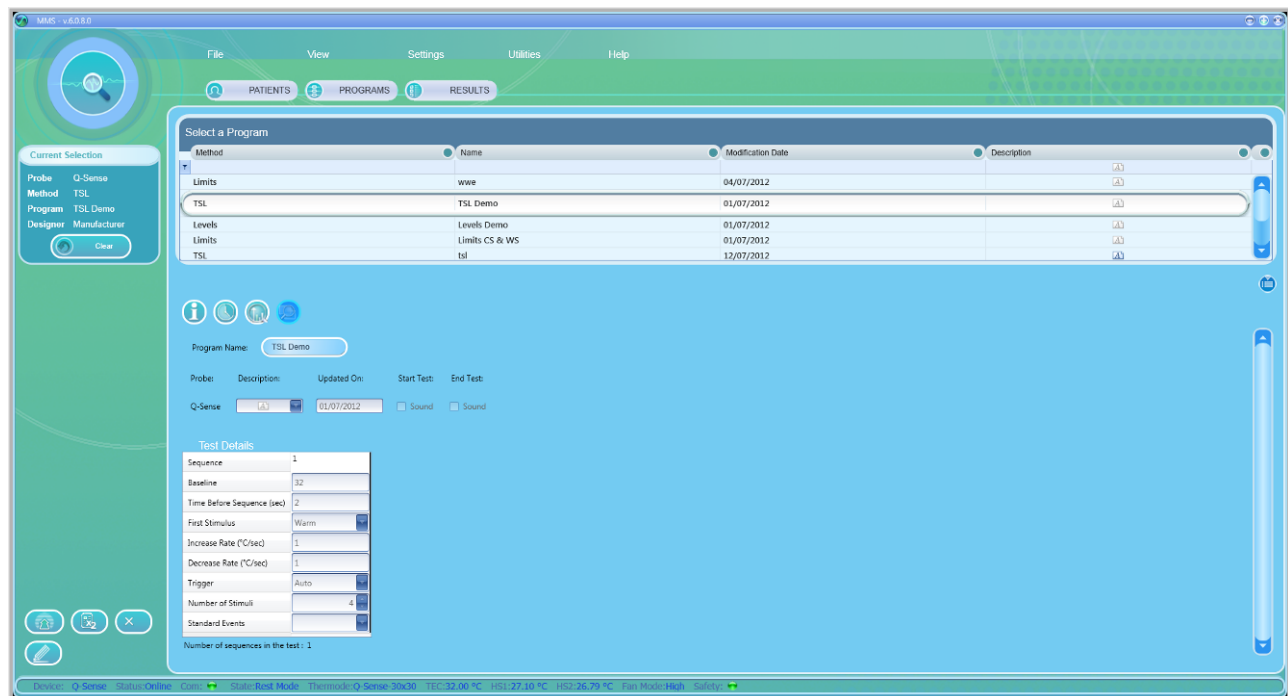 MMS - v.6.0.8.0
File View Settings Utilities Help
PATIENTS PROGRAMS RESULTS
Current Selection
Probe Q-Sense
Method TSL
Program TSL Demo
Designer Manufacturer
Clear
Select a Program
Method Name Modification Date Description
Limits wwe 04/07/2012
TSL TSL Demo 01/07/2012
Levels Levels Demo 01/07/2012
Limits Limits CS & WS 01/07/2012
TSL tsl 12/07/2012
Program Name: TSL Demo
Probe: Description: Updated On: Start Test: End Test:
Q-Sense 01/07/2012 Sound Sound
Test Details
Sequence 1
Baseline 32
Time Before Sequence (sec) 2
First Stimulus Warm
Increase Rate (°C/sec) 1
Decrease Rate (°C/sec) 1
Trigger Auto
Number of Stimuli 4
Standard Events
Number of sequences in the test : 1
Device: Q-Sense Status:Online Com: State:Rest Mode Thermode:Q-Sense-30x30 TEC:32.00 ºC HS1:27.10 ºC HS2:26.79 ºC Fan Mode:High Safety: